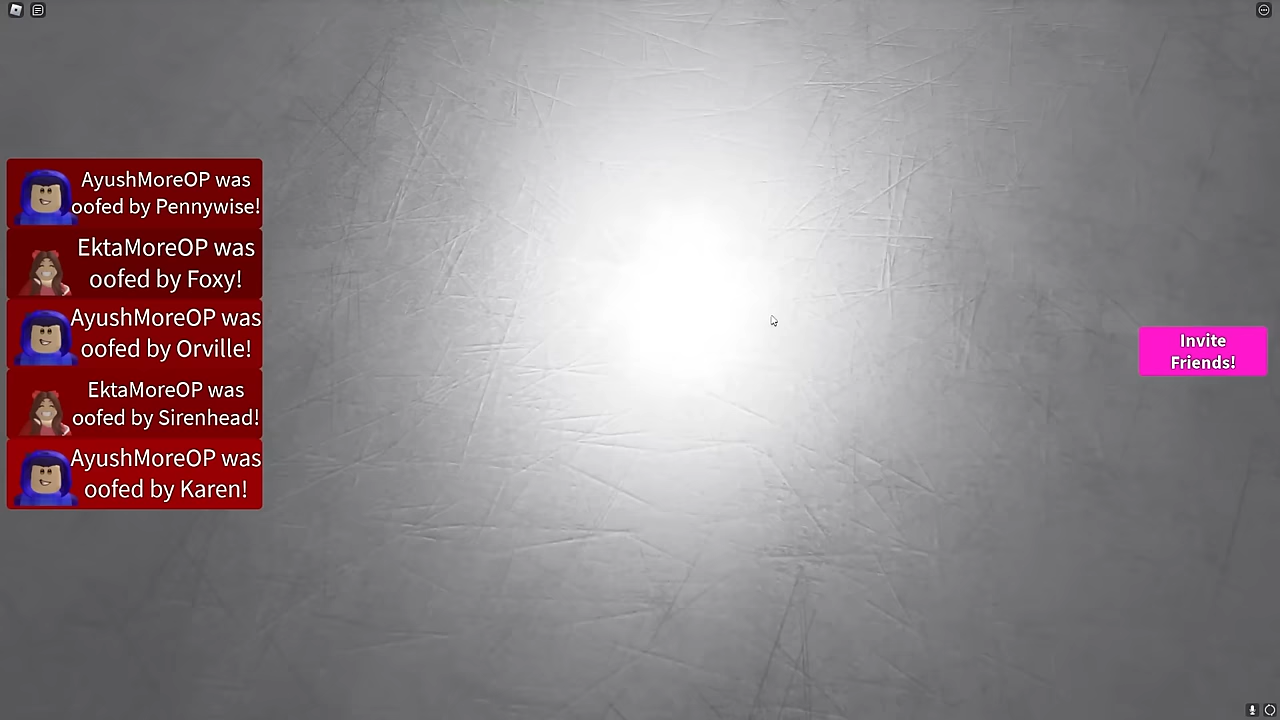 AyushMoreOP was
oofed by Pennywise!
EktaMoreOP was
oofed by Foxy!
AyushMoreOP was
oofed by Orville!
EktaMoreOP was
oofed by Sirenhead!
AyushMoreOP was
oofed by Karen!
Invite
Friends!